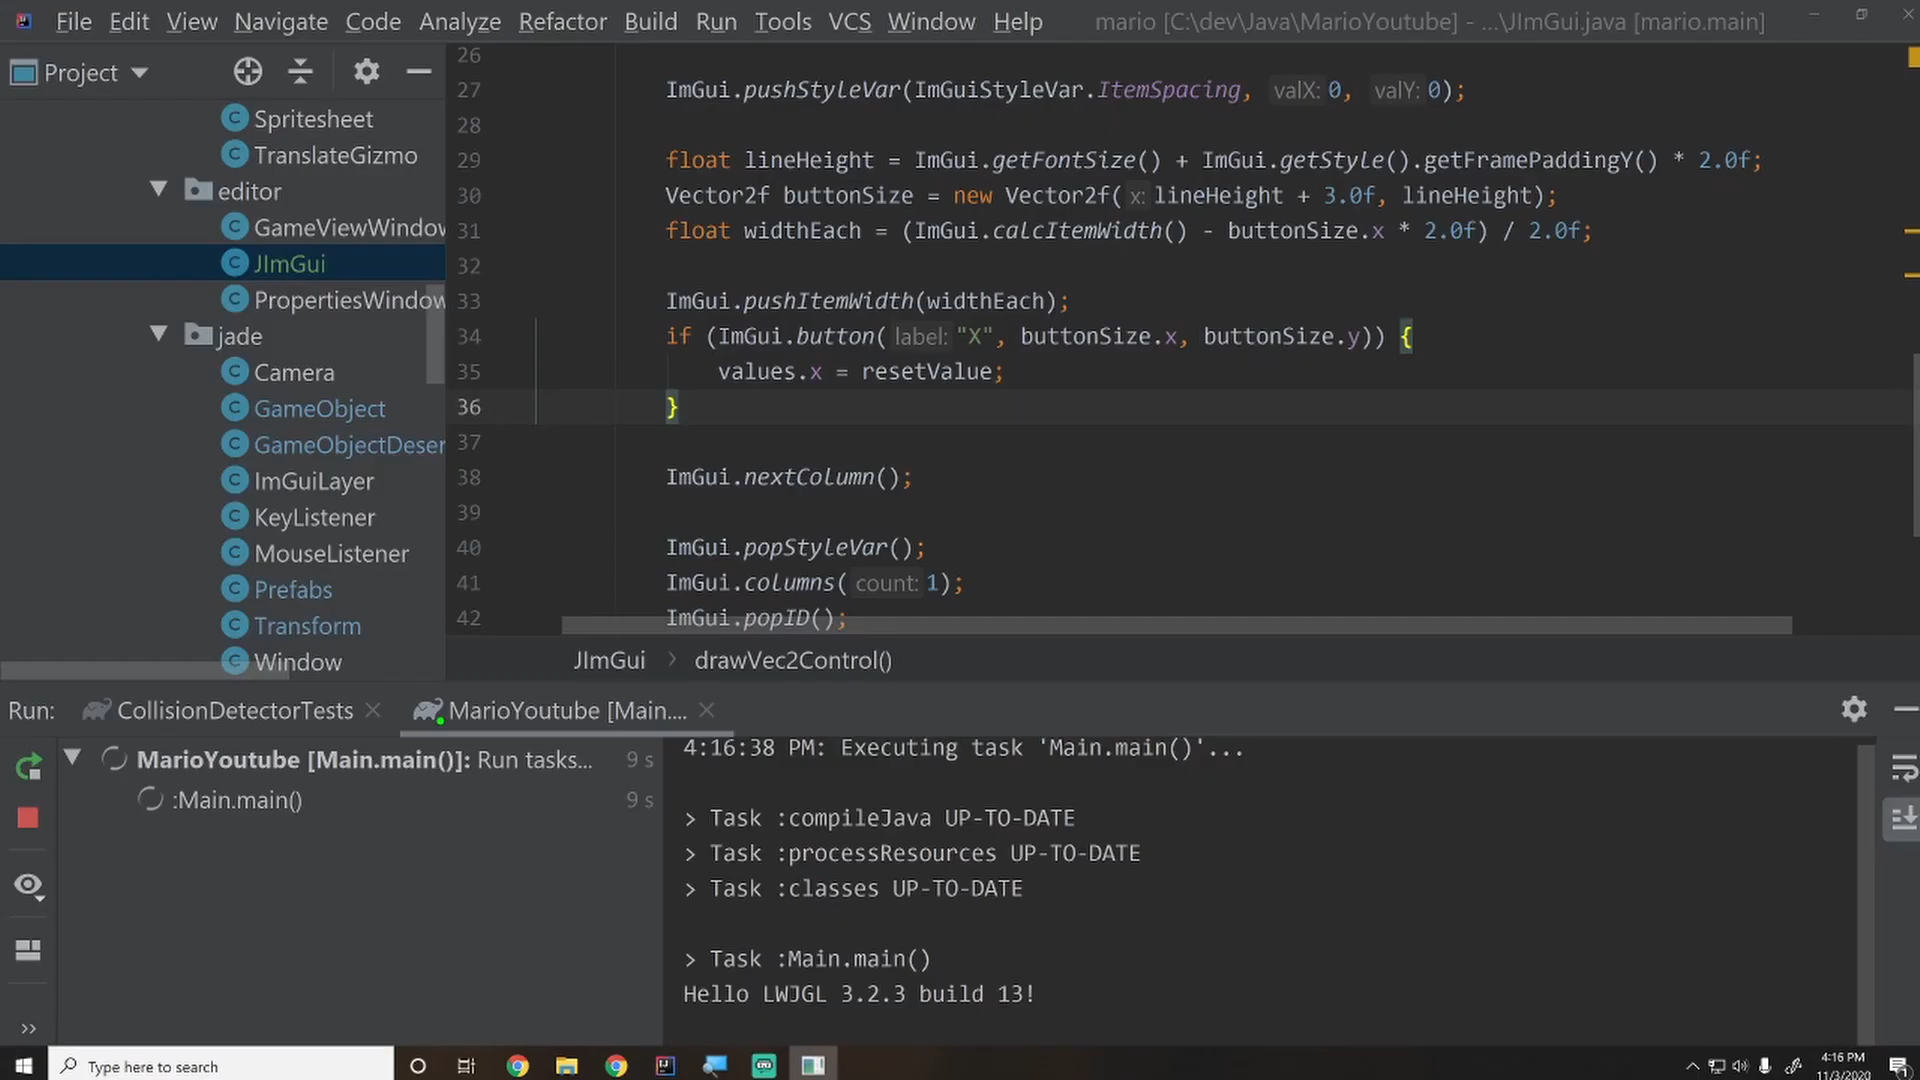 File Edit View Navigate Code Analyze Refactor Build Run Tools VCS Window Help mario [C:\dev\Java\MarioYoutube] - ...\JImGui.java [mario.main]
Project
Spritesheet
TranslateGizmo
editor
GameViewWindow
JImGui
PropertiesWindow
jade
Camera
GameObject
GameObjectDeser
ImGuiLayer
KeyListener
MouseListener
Prefabs
Transform
Window
26
27 ImGui.pushStyleVar(ImGuiStyleVar.ItemSpacing, valX: 0, valY: 0);
28
29 float lineHeight = ImGui.getFontSize() + ImGui.getStyle().getFramePaddingY() * 2.0f;
30 Vector2f buttonSize = new Vector2f( x: lineHeight + 3.0f, lineHeight);
31 float widthEach = (ImGui.calcItemWidth() - buttonSize.x * 2.0f) / 2.0f;
32
33 ImGui.pushItemWidth(widthEach);
34 if (ImGui.button( label: "X", buttonSize.x, buttonSize.y)) {
35 values.x = resetValue;
36 }
37
38 ImGui.nextColumn();
39
40 ImGui.popStyleVar();
41 ImGui.columns( count: 1);
42 ImGui.popID();
JImGui > drawVec2Control()
Run: CollisionDetectorTests × MarioYoutube [Main.... ×
MarioYoutube [Main.main()]: Run tasks... 9 s
:Main.main() 9 s
4:16:38 PM: Executing task 'Main.main()'...
> Task :compileJava UP-TO-DATE
> Task :processResources UP-TO-DATE
> Task :classes UP-TO-DATE
> Task :Main.main()
Hello LWJGL 3.2.3 build 13!
Type here to search
4:16 PM
11/3/2020